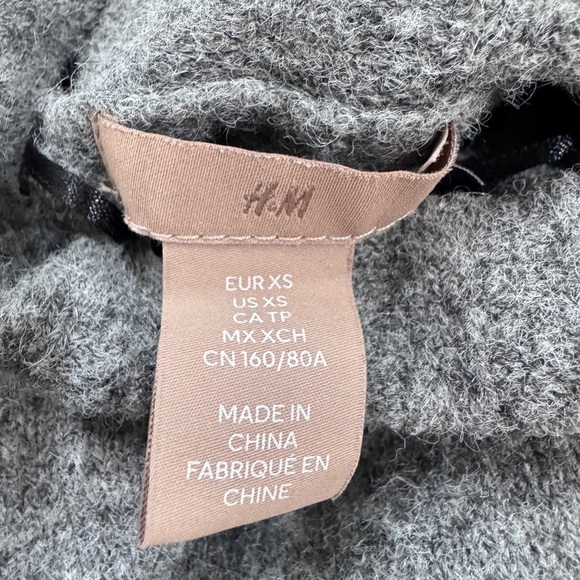 H&M
EUR XS
US XS
CA TP
MX XCH
CN 160/80A
MADE IN
CHINA
FABRIQUÉ EN
CHINE